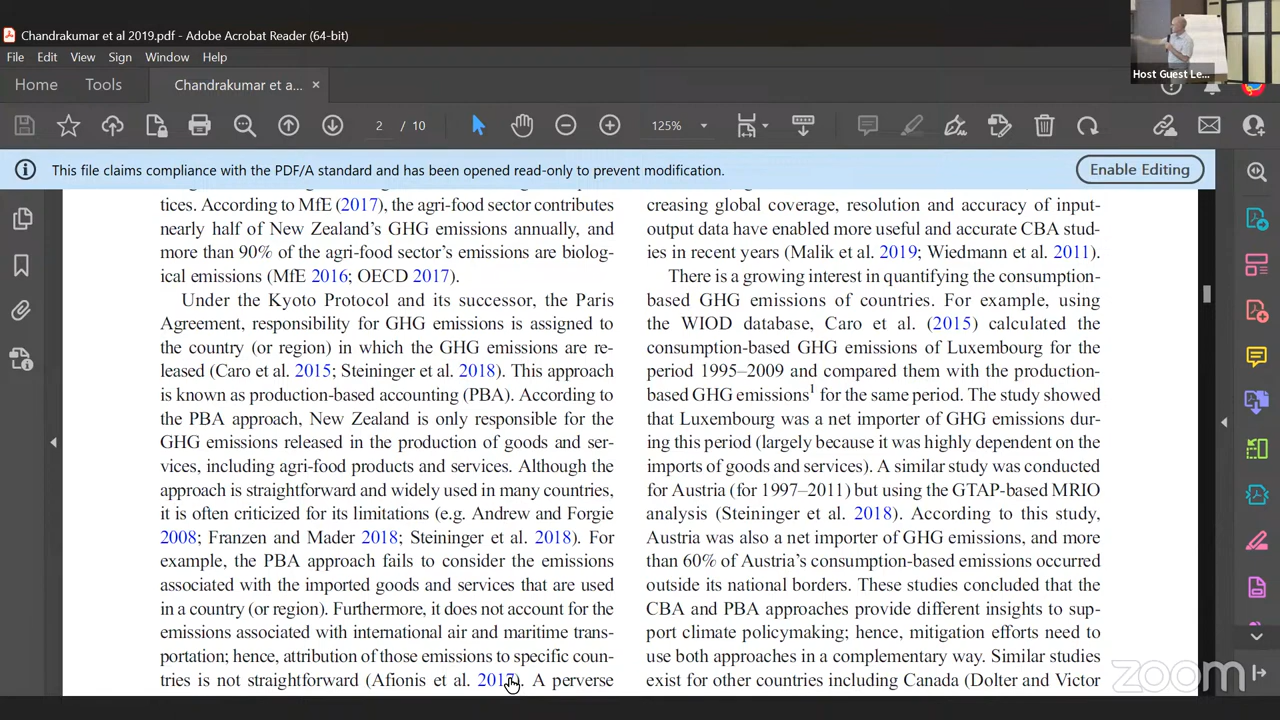 Chandrakumar et al 2019.pdf - Adobe Acrobat Reader (64-bit)
File Edit View Sign Window Help
Host Guest Le...
Home Tools Chandrakumar et a... ×
2 / 10 125%
This file claims compliance with the PDF/A standard and has been opened read-only to prevent modification.
Enable Editing
tices. According to MfE (2017), the agri-food sector contributes
nearly half of New Zealand's GHG emissions annually, and
more than 90% of the agri-food sector's emissions are biolog-
ical emissions (MfE 2016; OECD 2017).
Under the Kyoto Protocol and its successor, the Paris
Agreement, responsibility for GHG emissions is assigned to
the country (or region) in which the GHG emissions are re-
leased (Caro et al. 2015; Steininger et al. 2018). This approach
is known as production-based accounting (PBA). According to
the PBA approach, New Zealand is only responsible for the
GHG emissions released in the production of goods and ser-
vices, including agri-food products and services. Although the
approach is straightforward and widely used in many countries,
it is often criticized for its limitations (e.g. Andrew and Forgie
2008; Franzen and Mader 2018; Steininger et al. 2018). For
example, the PBA approach fails to consider the emissions
associated with the imported goods and services that are used
in a country (or region). Furthermore, it does not account for the
emissions associated with international air and maritime trans-
portation; hence, attribution of those emissions to specific coun-
tries is not straightforward (Afionis et al. 2017). A perverse
creasing global coverage, resolution and accuracy of input-
output data have enabled more useful and accurate CBA stud-
ies in recent years (Malik et al. 2019; Wiedmann et al. 2011).
There is a growing interest in quantifying the consumption-
based GHG emissions of countries. For example, using
the WIOD database, Caro et al. (2015) calculated the
consumption-based GHG emissions of Luxembourg for the
period 1995–2009 and compared them with the production-
based GHG emissions1 for the same period. The study showed
that Luxembourg was a net importer of GHG emissions dur-
ing this period (largely because it was highly dependent on the
imports of goods and services). A similar study was conducted
for Austria (for 1997–2011) but using the GTAP-based MRIO
analysis (Steininger et al. 2018). According to this study,
Austria was also a net importer of GHG emissions, and more
than 60% of Austria's consumption-based emissions occurred
outside its national borders. These studies concluded that the
CBA and PBA approaches provide different insights to sup-
port climate policymaking; hence, mitigation efforts need to
use both approaches in a complementary way. Similar studies
exist for other countries including Canada (Dolter and Victor
zoom